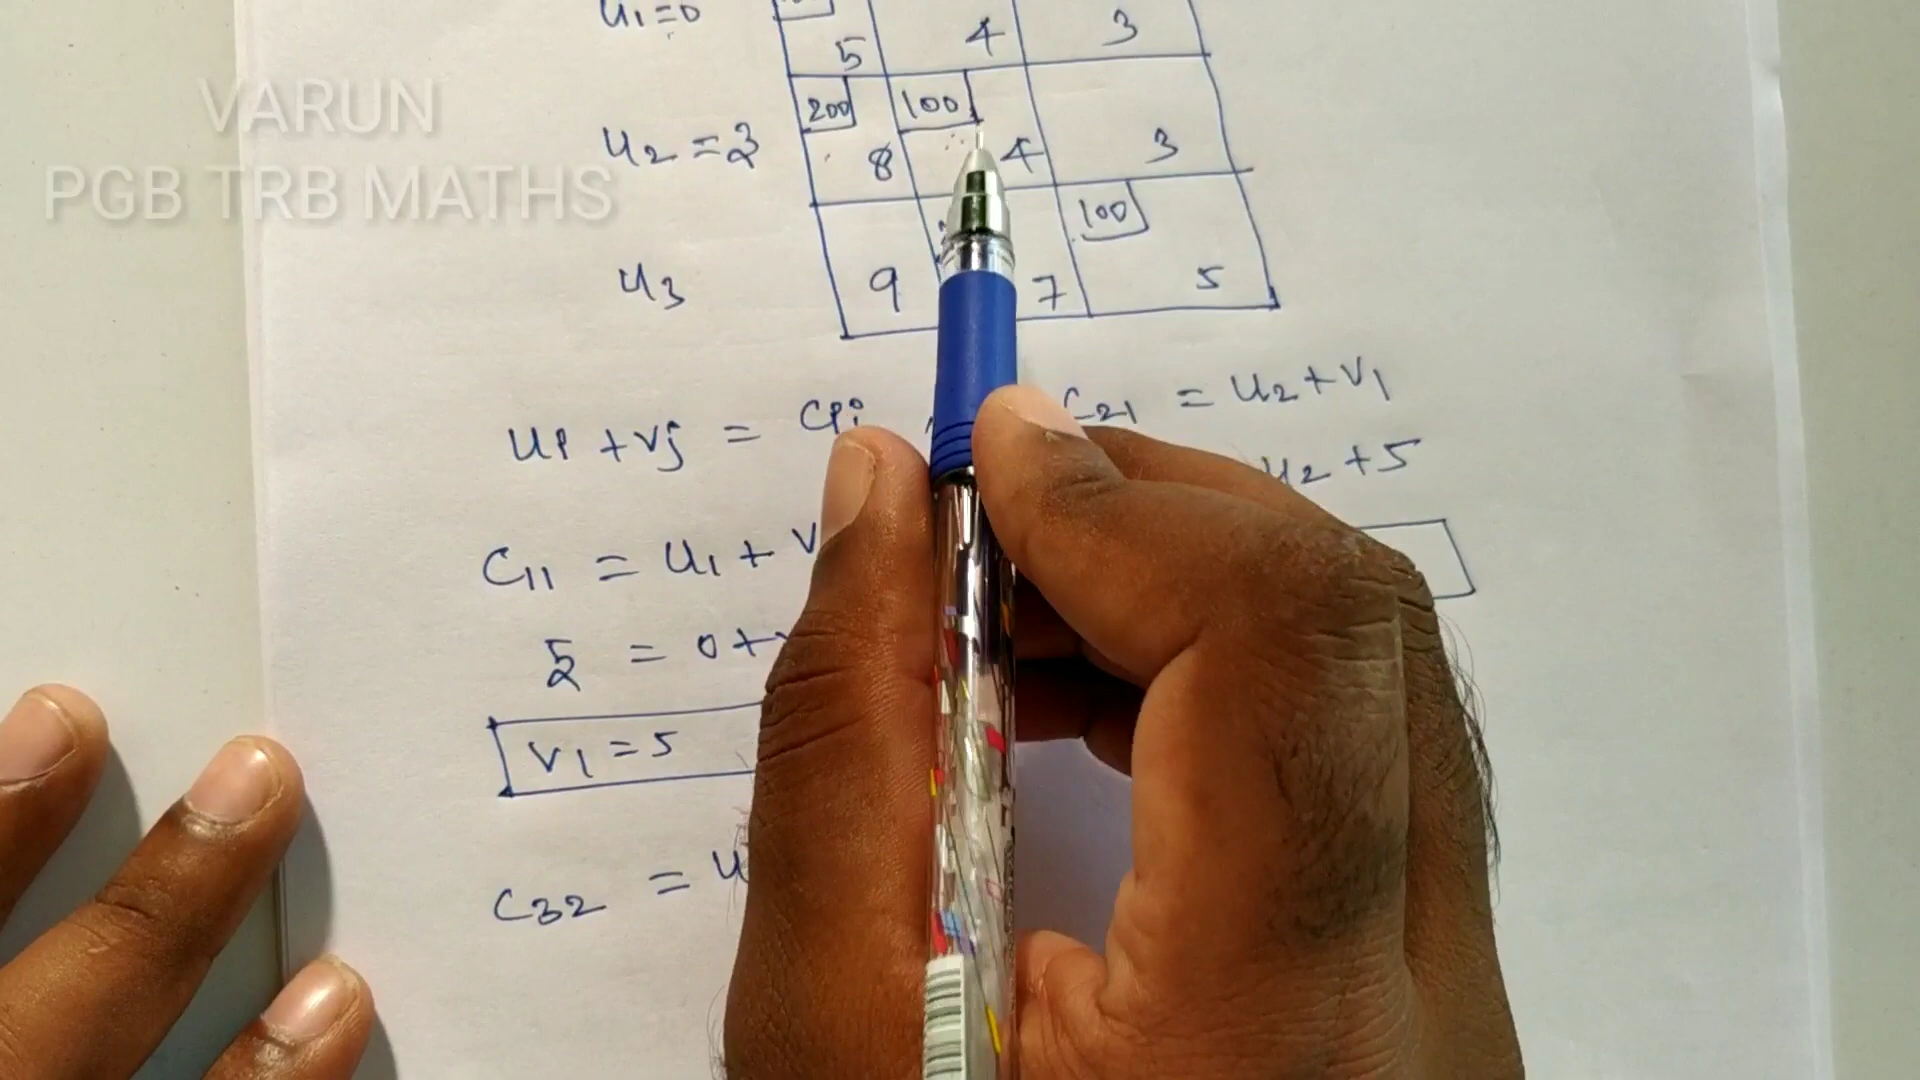 VARUN
PGB TRB MATHS
u1=0
5 4 3
200 100
u2 = 3 8 4 3
100
u3 9 7 5
ui + vj = cij , c21 = u2 + v1
u2 + 5
c11 = u1 + v
5 = 0 +
v1 = 5
c32 = u